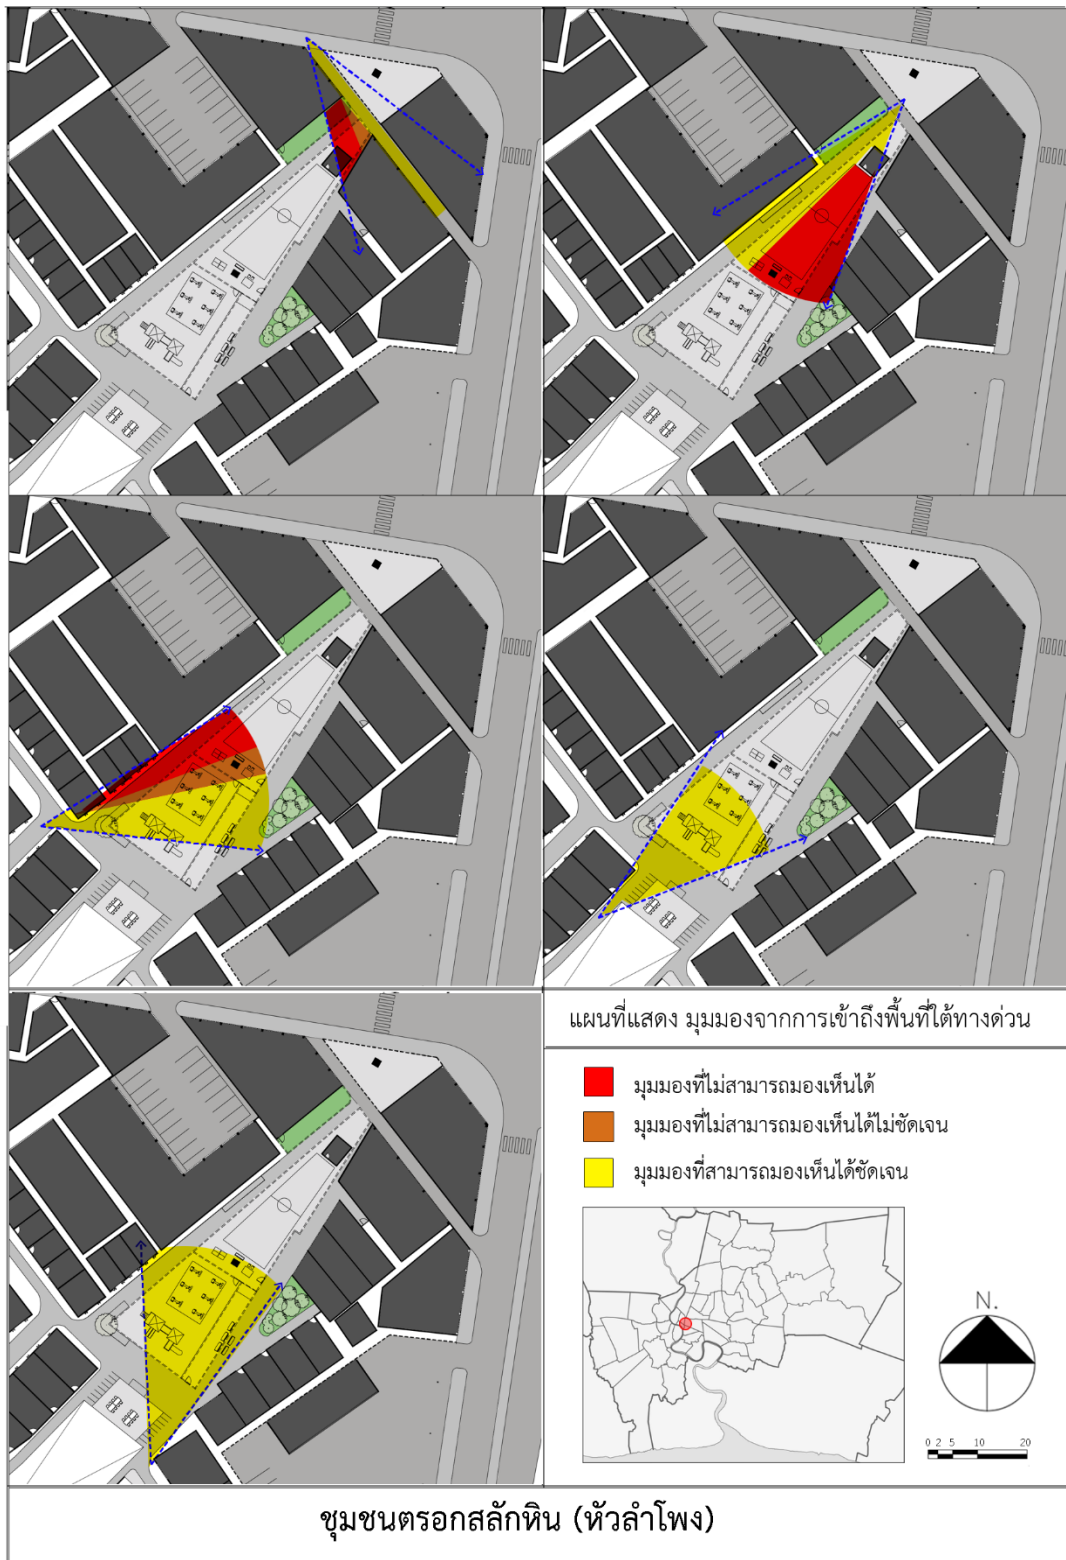 แผนที่แสดง มุมมองจากการเข้าถึงพื้นที่ใต้ทางด่วน
มุมมองที่ไม่สามารถมองเห็นได้
มุมมองที่ไม่สามารถมองเห็นได้ไม่ชัดเจน
มุมมองที่สามารถมองเห็นได้ชัดเจน
N.
0 2 5 10 20
ชุมชนตรอกสลักหิน (หัวลำโพง)